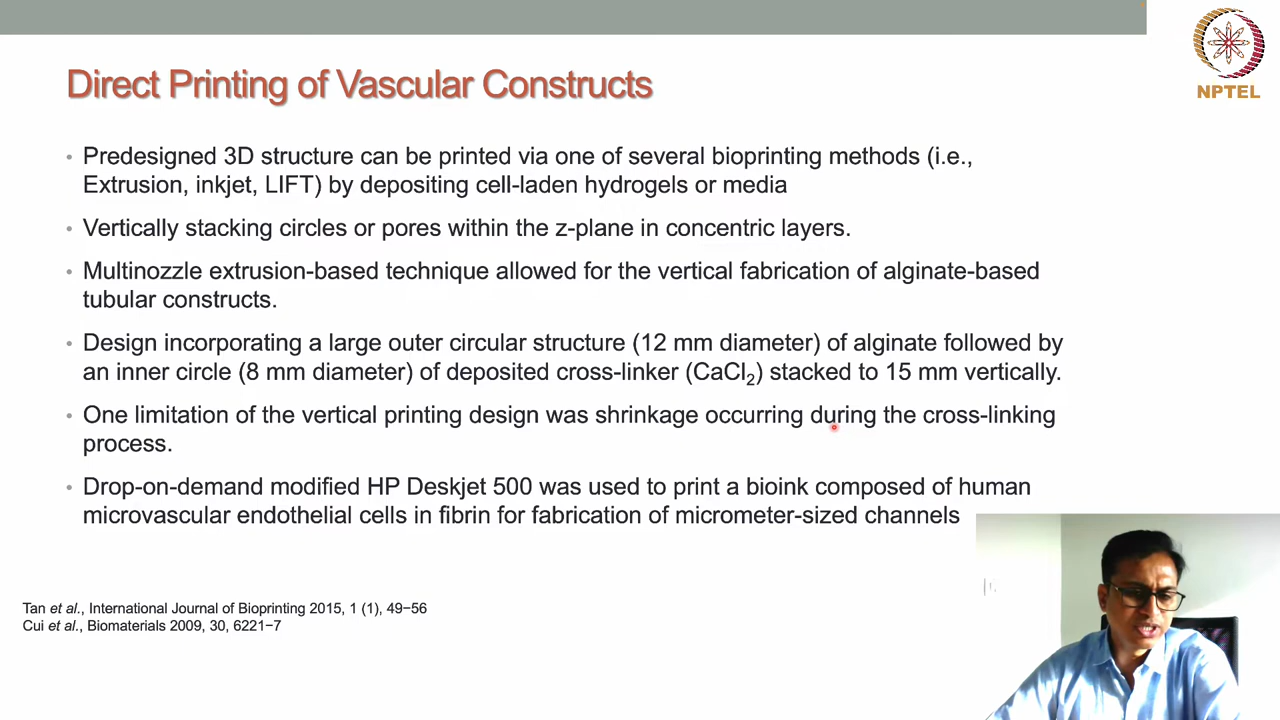 NPTEL
Direct Printing of Vascular Constructs
• Predesigned 3D structure can be printed via one of several bioprinting methods (i.e.,
Extrusion, inkjet, LIFT) by depositing cell-laden hydrogels or media
• Vertically stacking circles or pores within the z-plane in concentric layers.
• Multinozzle extrusion-based technique allowed for the vertical fabrication of alginate-based
tubular constructs.
• Design incorporating a large outer circular structure (12 mm diameter) of alginate followed by
an inner circle (8 mm diameter) of deposited cross-linker (CaCl₂) stacked to 15 mm vertically.
• One limitation of the vertical printing design was shrinkage occurring during the cross-linking
process.
• Drop-on-demand modified HP Deskjet 500 was used to print a bioink composed of human
microvascular endothelial cells in fibrin for fabrication of micrometer-sized channels
Tan et al., International Journal of Bioprinting 2015, 1 (1), 49−56
Cui et al., Biomaterials 2009, 30, 6221−7